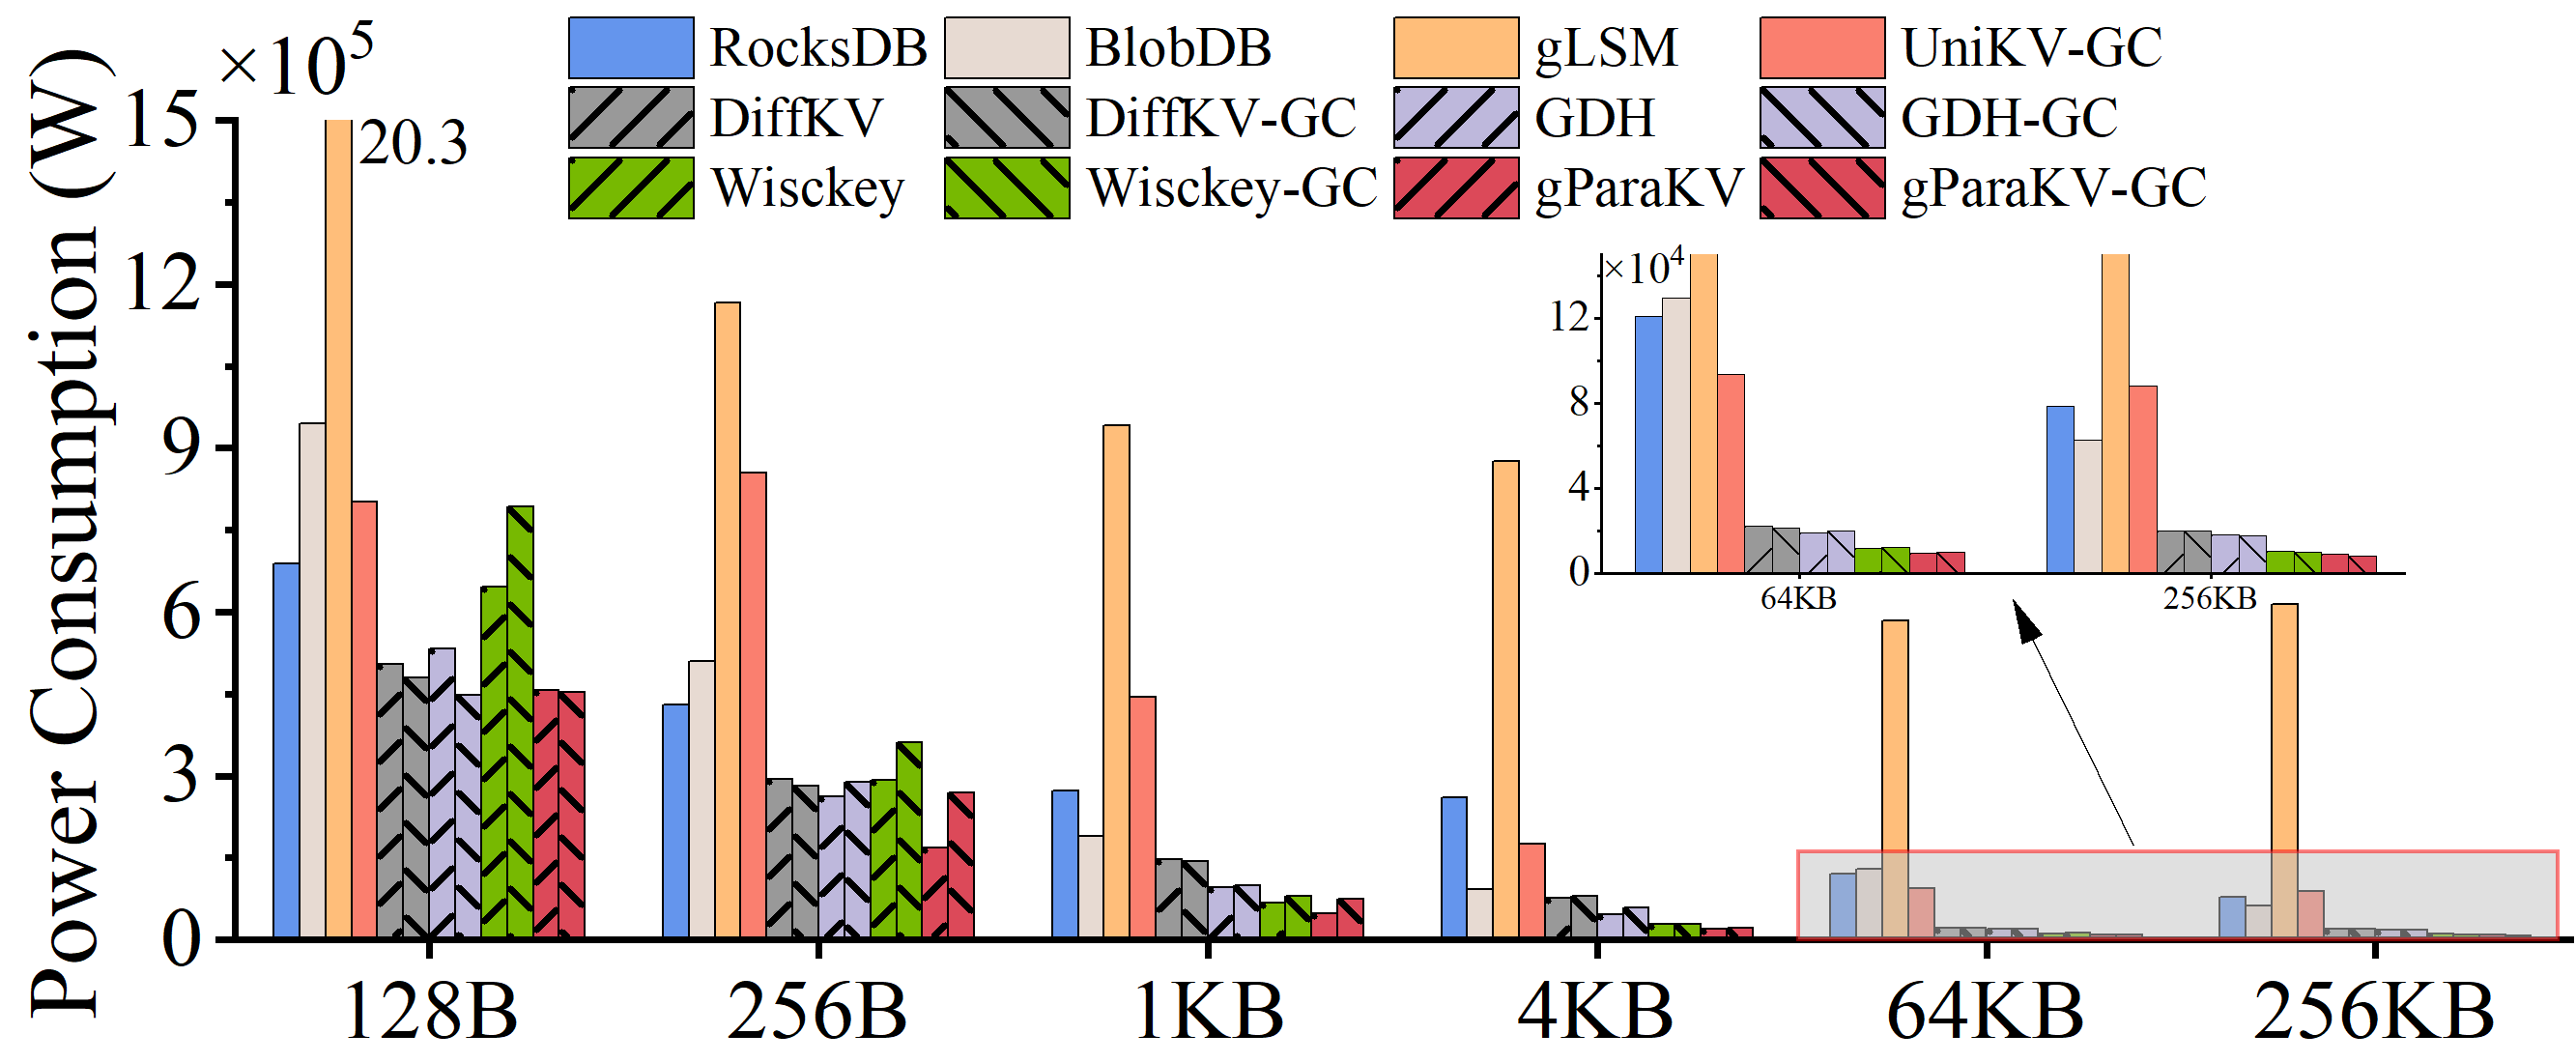 ×10⁵
RocksDB BlobDB gLSM UniKV-GC
DiffKV DiffKV-GC GDH GDH-GC
Wisckey Wisckey-GC gParaKV gParaKV-GC
Power Consumption (W)
15
12
9
6
3
0
20.3
×10⁴
12
8
4
0
64KB 256KB
128B 256B 1KB 4KB 64KB 256KB